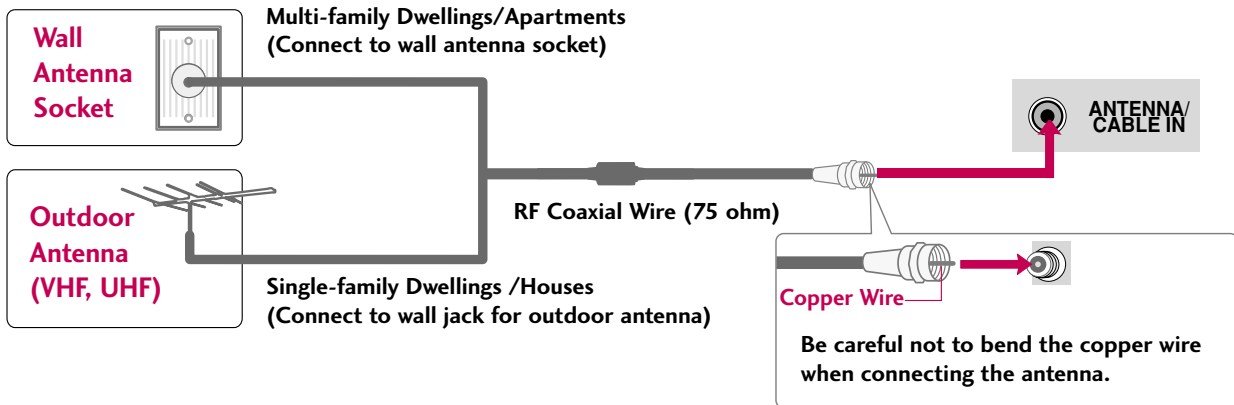 Wall
Antenna
Socket
Multi-family Dwellings/Apartments
(Connect to wall antenna socket)
ANTENNA/
CABLE IN
RF Coaxial Wire (75 ohm)
Outdoor
Antenna
(VHF, UHF)
Single-family Dwellings /Houses
(Connect to wall jack for outdoor antenna)
Copper Wire
Be careful not to bend the copper wire
when connecting the antenna.